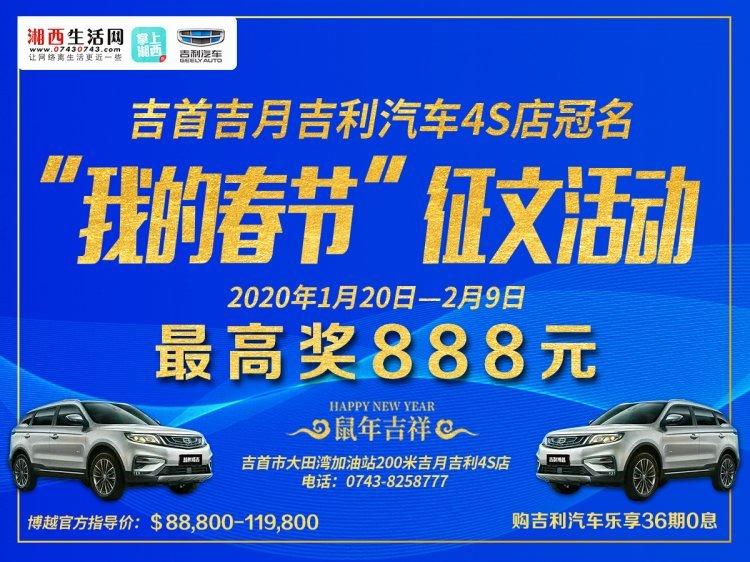 湘西生活网
www.07430743.com
让网络离生活更近一些
掌上
湘西
吉利汽车
GEELY AUTO
吉首吉月吉利汽车4S店冠名
“我的春节”征文活动
2020年1月20日—2月9日
最高奖888元
HAPPY NEW YEAR
鼠年吉祥
吉首市大田湾加油站200米吉月吉利4S店
电话：0743-8258777
博越官方指导价：＄88,800-119,800
购吉利汽车乐享36期0息